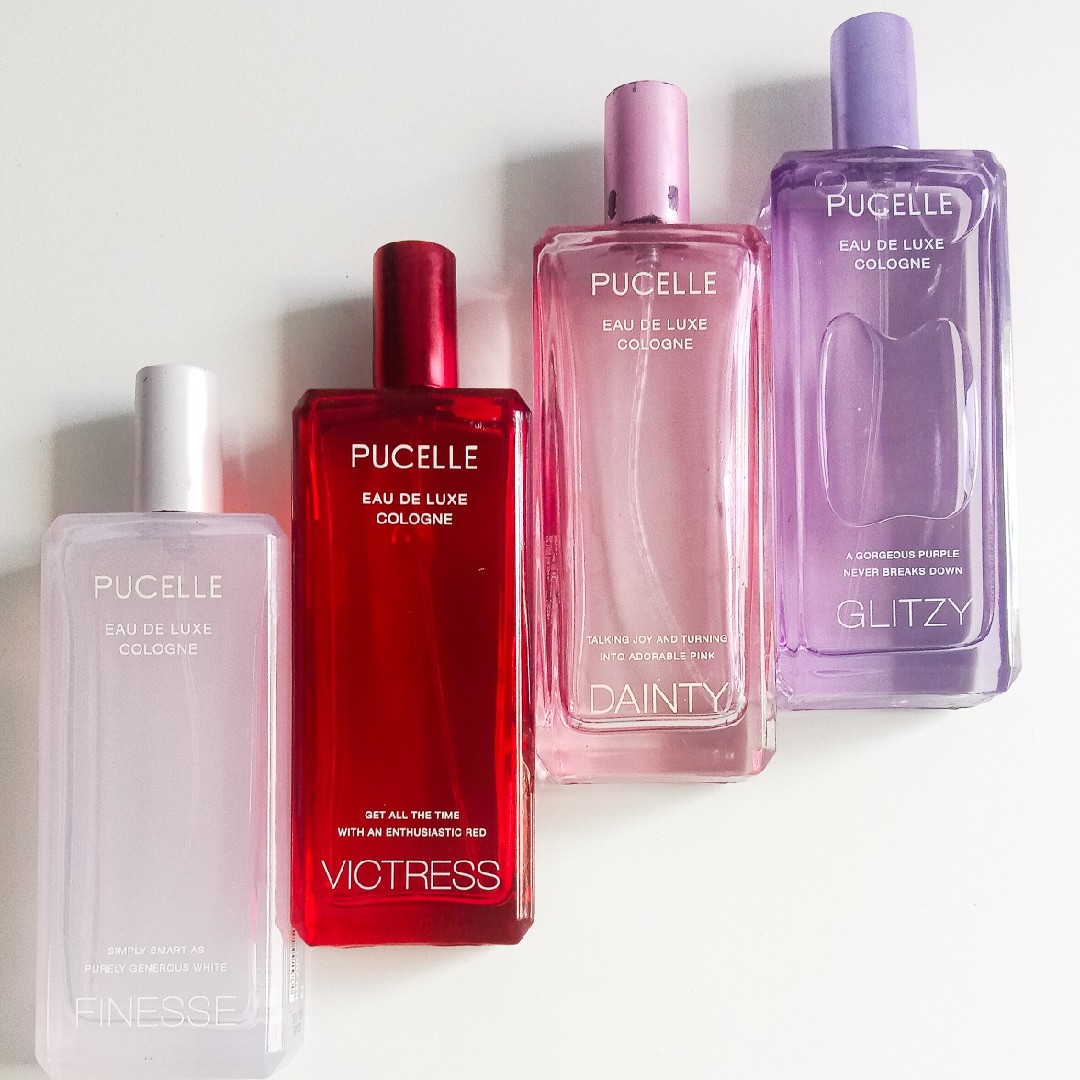 PUCELLE
EAU DE LUXE
COLOGNE
SIMPLY SMART AS
PURELY GENEROUS WHITE
FINESSE
PUCELLE
EAU DE LUXE
COLOGNE
GET ALL THE TIME
WITH AN ENTHUSIASTIC RED
VICTRESS
PUCELLE
EAU DE LUXE
COLOGNE
TALKING JOY AND TURNING
INTO ADORABLE PINK
DAINTY
PUCELLE
EAU DE LUXE
COLOGNE
A GORGEOUS PURPLE
NEVER BREAKS DOWN
GLITZY